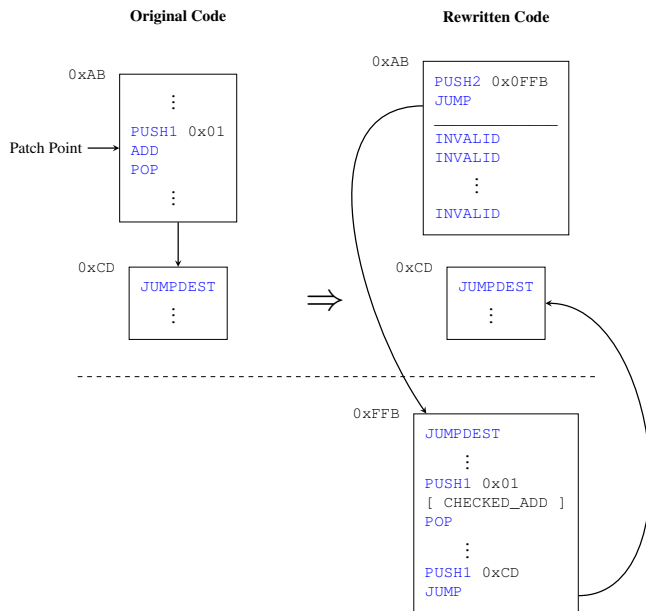 Original Code
0xAB
⋮
PUSH1 0x01
Patch Point
ADD
POP
⋮
0xCD
JUMPDEST
⋮
⇒
Rewritten Code
0xAB
PUSH2 0x0FFB
JUMP
INVALID
INVALID
⋮
INVALID
0xCD
JUMPDEST
⋮
0xFFB
JUMPDEST
⋮
PUSH1 0x01
[ CHECKED_ADD ]
POP
⋮
PUSH1 0xCD
JUMP